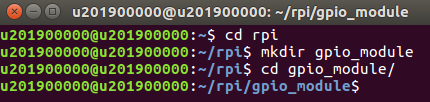 u201900000@u201900000: ~/rpi/gpio_module
u201900000@u201900000:~$ cd rpi
u201900000@u201900000:~/rpi$ mkdir gpio_module
u201900000@u201900000:~/rpi$ cd gpio_module/
u201900000@u201900000:~/rpi/gpio_module$